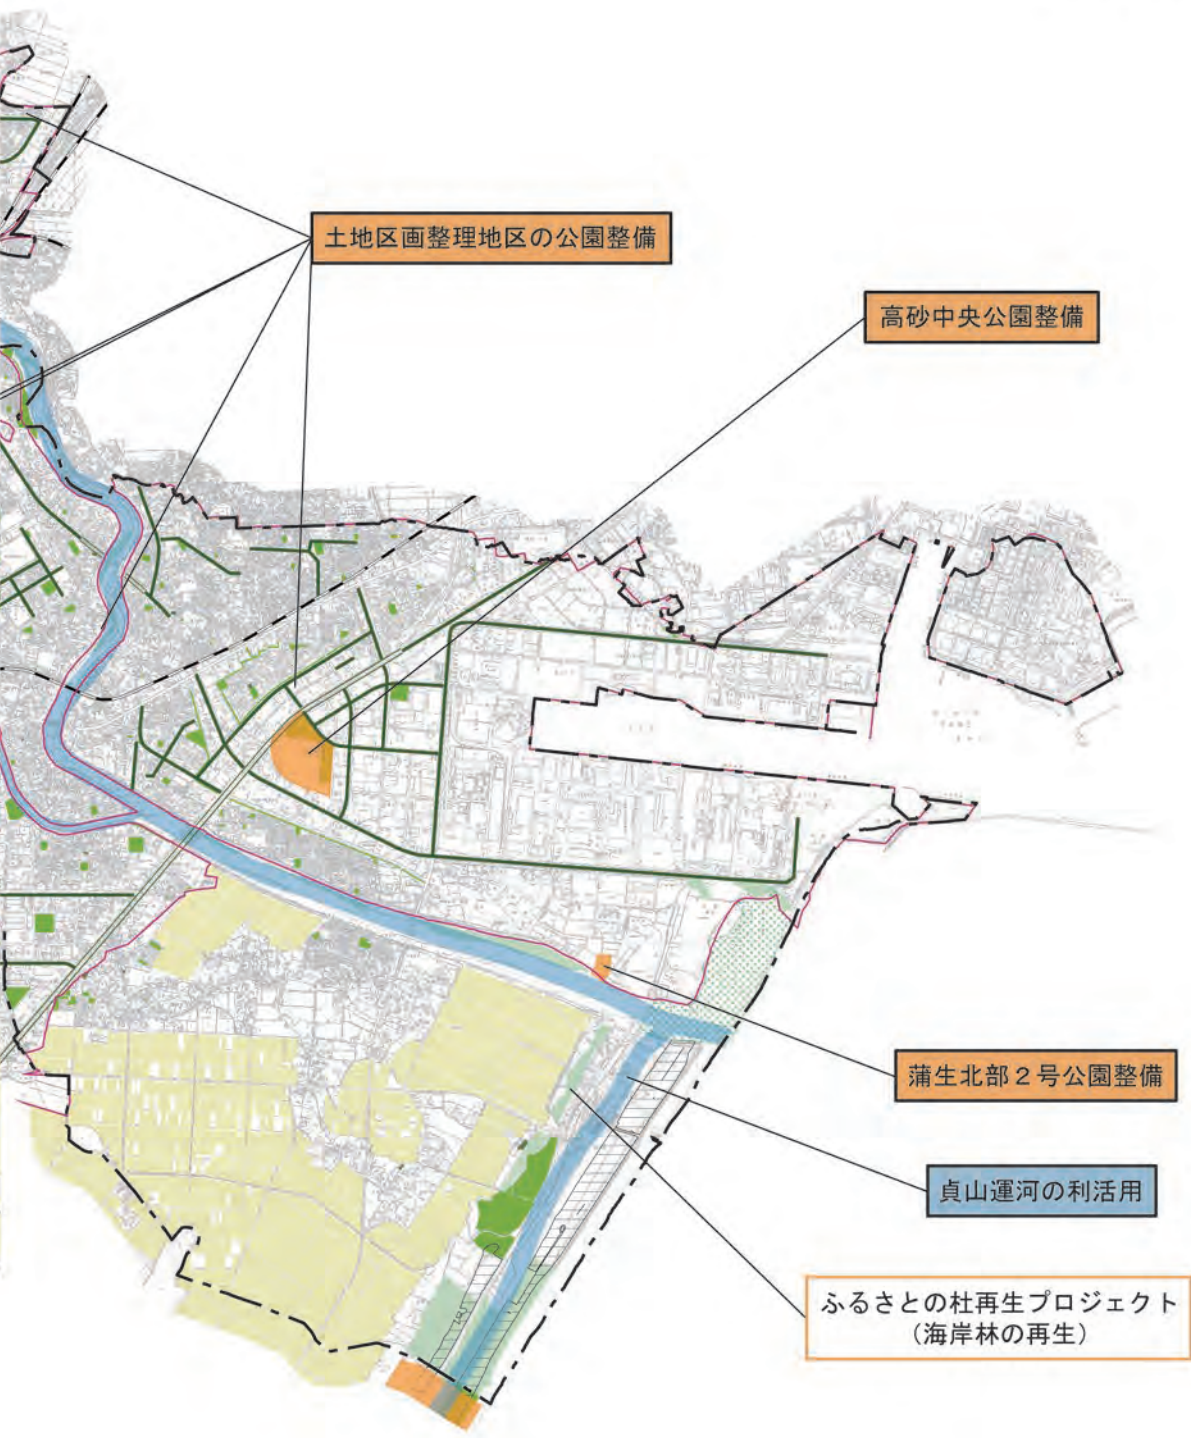 土地区画整理地区の公園整備
高砂中央公園整備
蒲生北部２号公園整備
貞山運河の利活用
ふるさとの杜再生プロジェクト
（海岸林の再生）